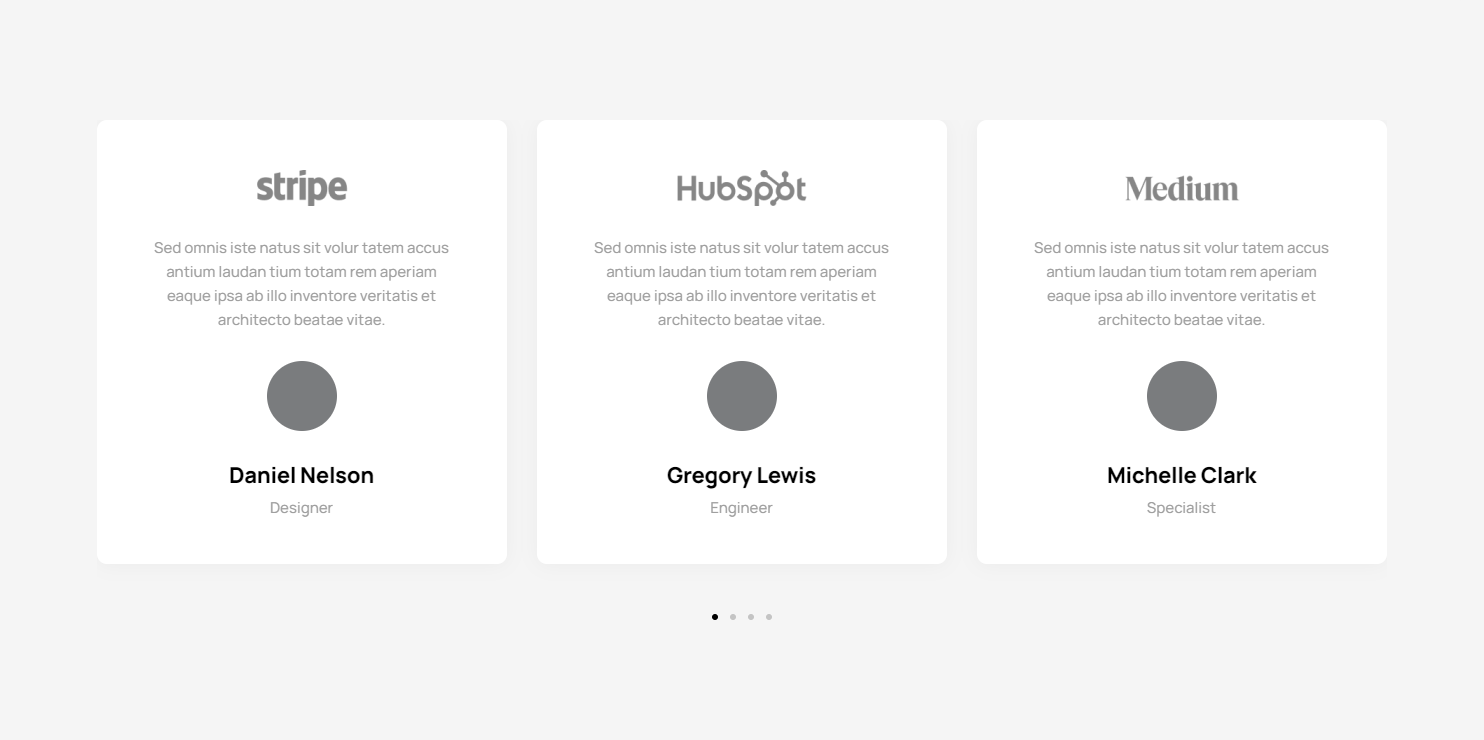 stripe
Sed omnis iste natus sit volur tatem accus
antium laudan tium totam rem aperiam
eaque ipsa ab illo inventore veritatis et
architecto beatae vitae.
Daniel Nelson
Designer
HubSpot
Sed omnis iste natus sit volur tatem accus
antium laudan tium totam rem aperiam
eaque ipsa ab illo inventore veritatis et
architecto beatae vitae.
Gregory Lewis
Engineer
Medium
Sed omnis iste natus sit volur tatem accus
antium laudan tium totam rem aperiam
eaque ipsa ab illo inventore veritatis et
architecto beatae vitae.
Michelle Clark
Specialist